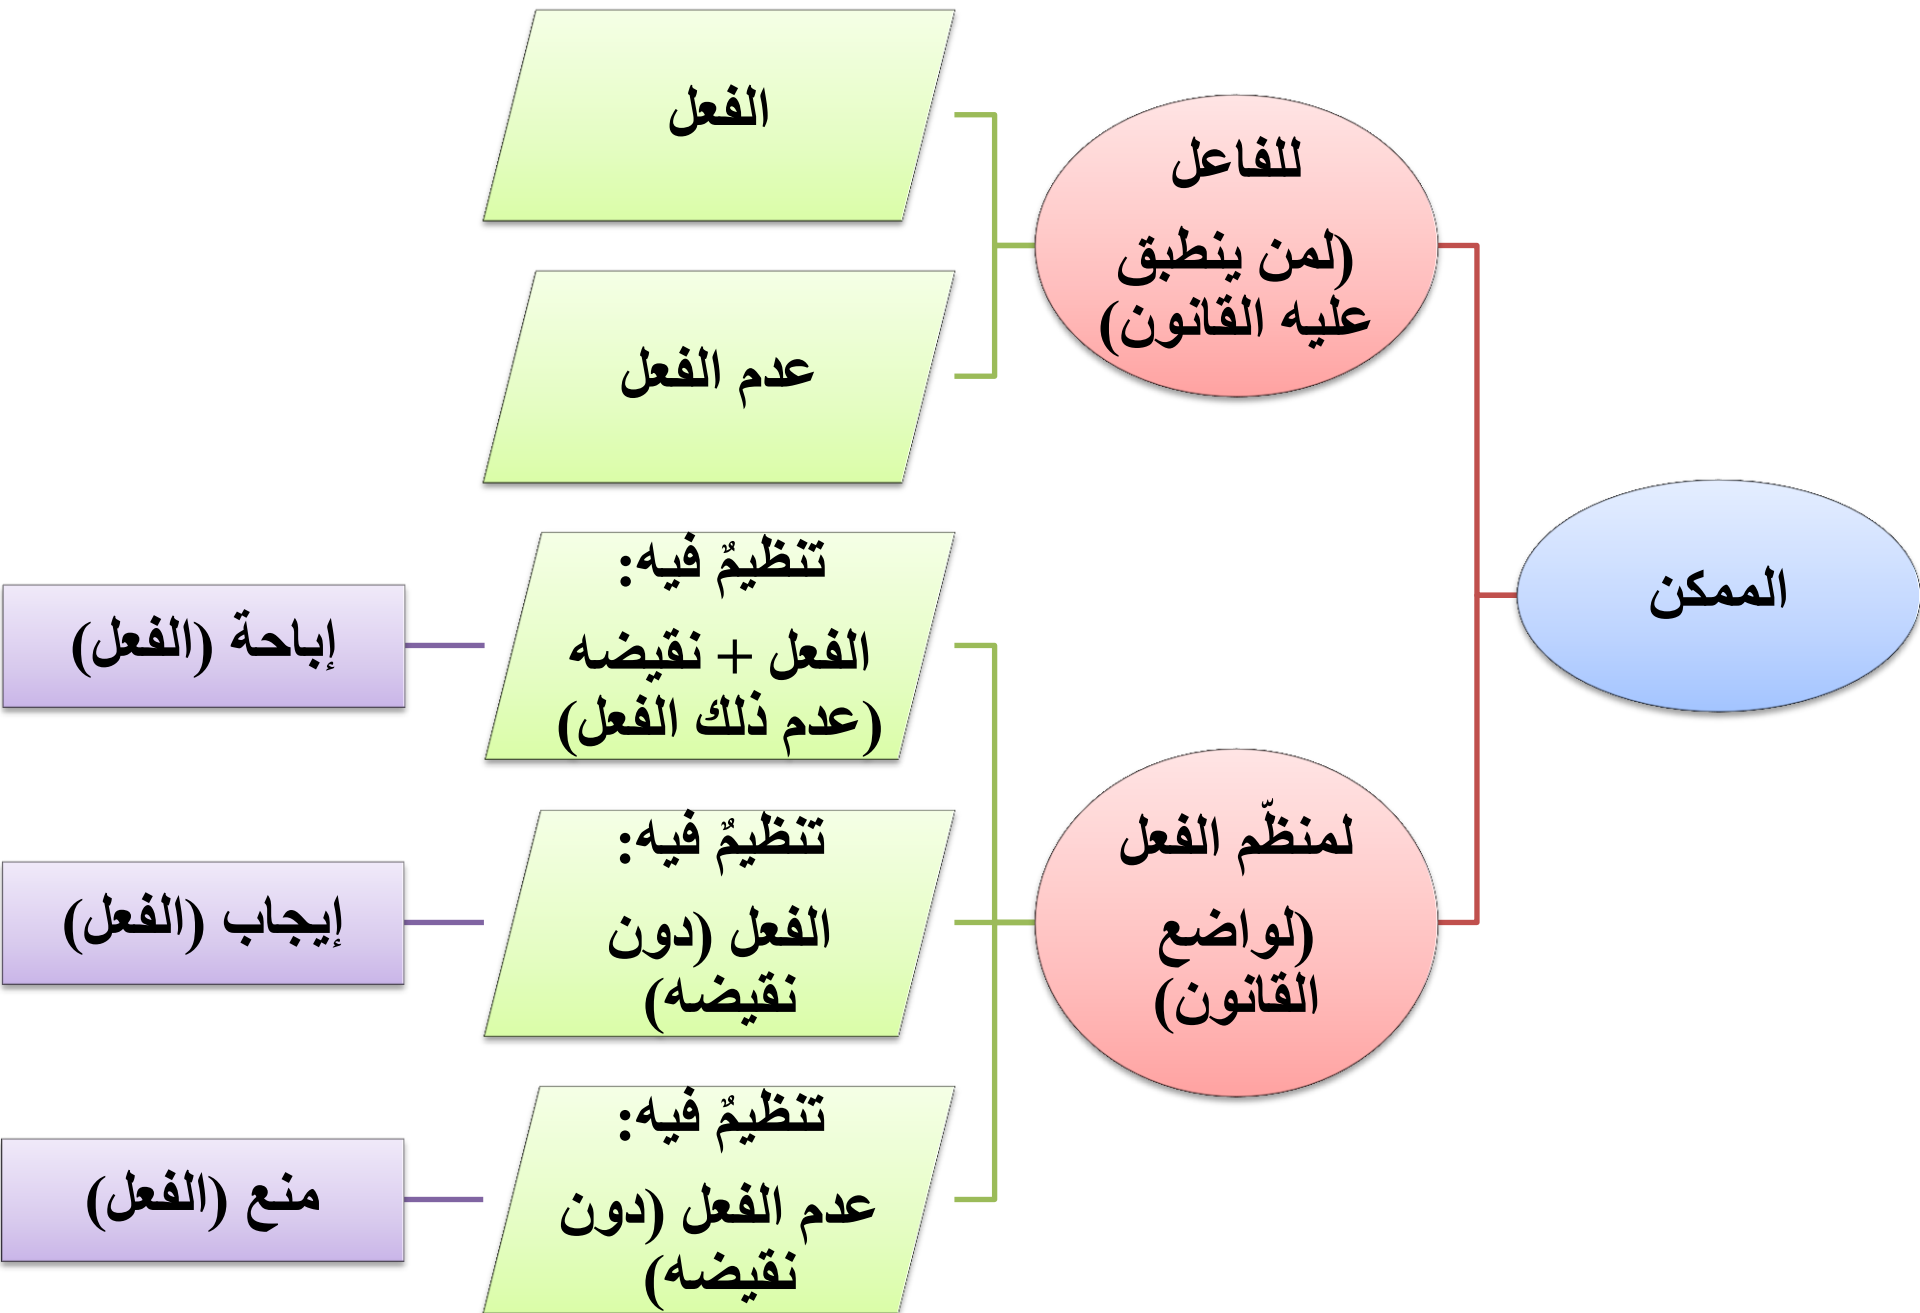 الممكن
للفاعل
(لمن ينطبق
عليه القانون)
الفعل
عدم الفعل
لمنظّم الفعل
(لواضع
القانون)
تنظيمٌ فيه:
الفعل + نقيضه
(عدم ذلك الفعل)
إباحة (الفعل)
تنظيمٌ فيه:
الفعل (دون
نقيضه)
إيجاب (الفعل)
تنظيمٌ فيه:
عدم الفعل (دون
نقيضه)
منع (الفعل)